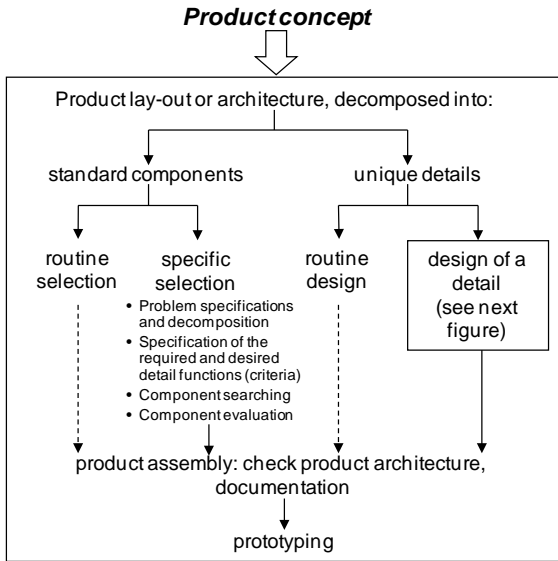 Product concept
Product lay-out or architecture, decomposed into:
standard components
unique details
routine
selection
specific
selection
• Problem specifications
and decomposition
• Specification of the
required and desired
detail functions (criteria)
• Component searching
• Component evaluation
routine
design
design of a
detail
(see next
figure)
product assembly: check product architecture,
documentation
prototyping